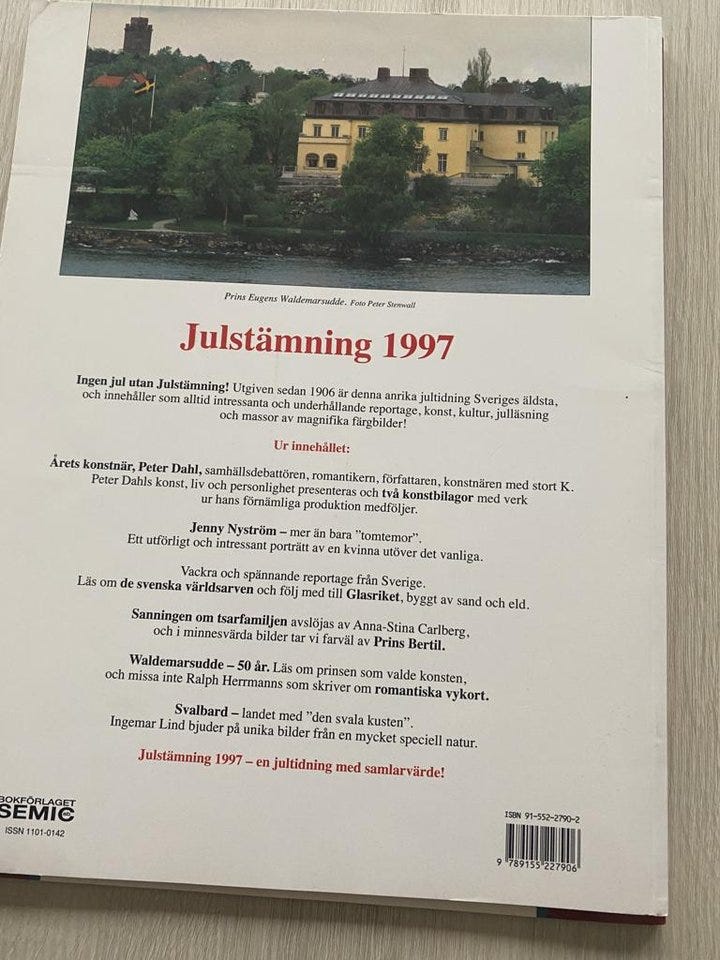 Prins Eugens Waldemarsudde. Foto Peter Stenwall
Julstämning 1997
Ingen jul utan Julstämning! Utgiven sedan 1906 är denna anrika jultidning Sveriges äldsta,
och innehåller som alltid intressanta och underhållande reportage, konst, kultur, julläsning
och massor av magnifika färgbilder!
Ur innehållet:
Årets konstnär, Peter Dahl, samhällsdebattören, romantikern, författaren, konstnären med stort K.
Peter Dahls konst, liv och personlighet presenteras och två konstbilagor med verk
ur hans förnämliga produktion medföljer.
Jenny Nyström – mer än bara ”tomtemor”.
Ett utförligt och intressant porträtt av en kvinna utöver det vanliga.
Vackra och spännande reportage från Sverige.
Läs om de svenska världsarven och följ med till Glasriket, byggt av sand och eld.
Sanningen om tsarfamiljen avslöjas av Anna-Stina Carlberg,
och i minnesvärda bilder tar vi farväl av Prins Bertil.
Waldemarsudde – 50 år. Läs om prinsen som valde konsten,
och missa inte Ralph Herrmanns som skriver om romantiska vykort.
Svalbard – landet med ”den svala kusten”.
Ingemar Lind bjuder på unika bilder från en mycket speciell natur.
Julstämning 1997 – en jultidning med samlarvärde!
BOKFÖRLAGET
SEMIC
ISSN 1101-0142
ISBN 91-552-2790-2
9 789155 227906